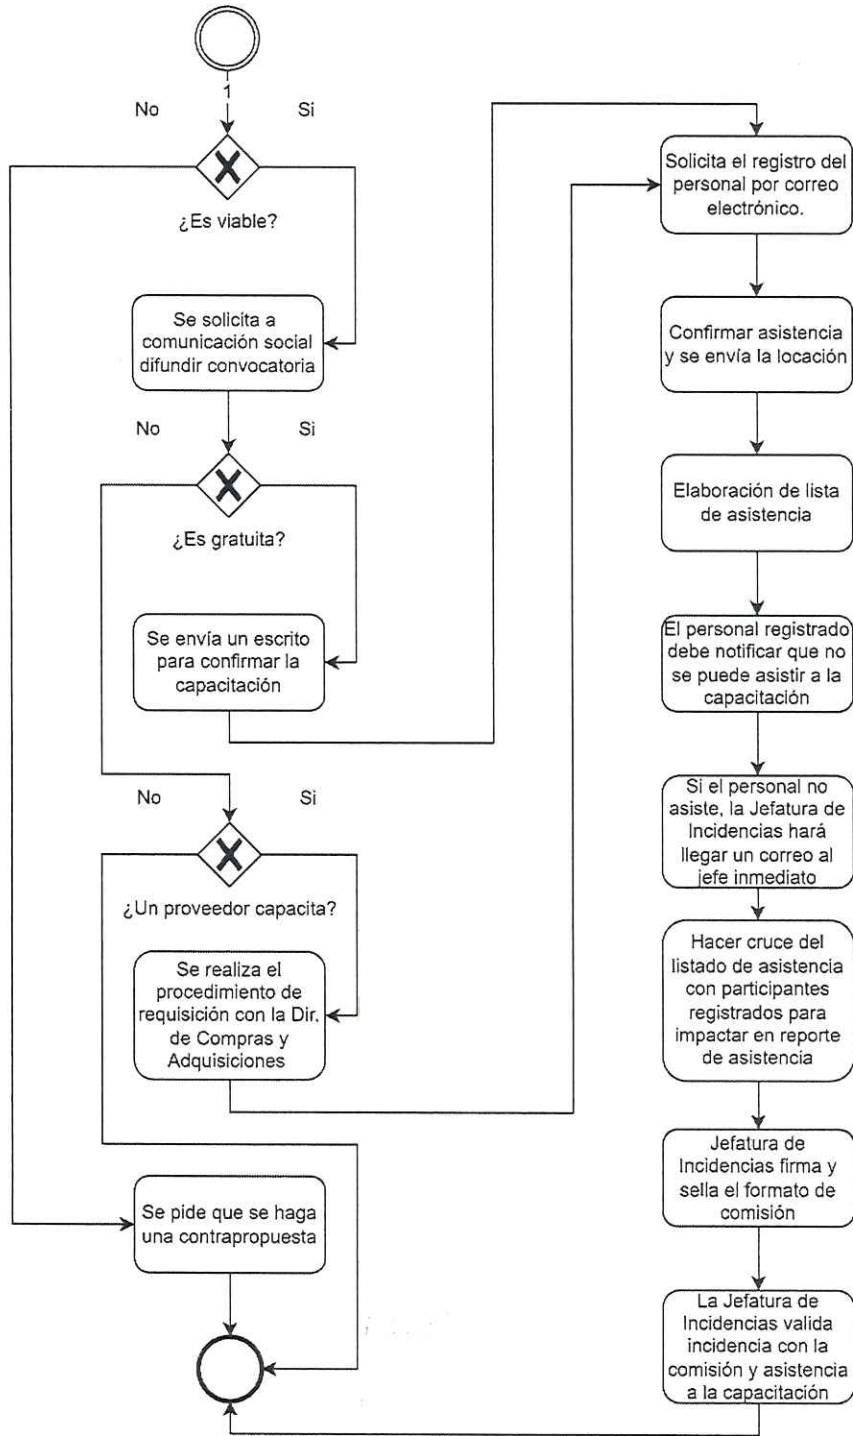 1
No
Si
¿Es viable?
Se solicita a
comunicación social
difundir convocatoria
No
Si
¿Es gratuita?
Se envía un escrito
para confirmar la
capacitación
No
Si
¿Un proveedor capacita?
Se realiza el
procedimiento de
requisición con la Dir.
de Compras y
Adquisiciones
Se pide que se haga
una contrapropuesta
Solicita el registro del
personal por correo
electrónico.
Confirmar asistencia
y se envía la locación
Elaboración de lista
de asistencia
El personal registrado
debe notificar que no
se puede asistir a la
capacitación
Si el personal no
asiste, la Jefatura de
Incidencias hará
llegar un correo al
jefe inmediato
Hacer cruce del
listado de asistencia
con participantes
registrados para
impactar en reporte
de asistencia
Jefatura de
Incidencias firma y
sella el formato de
comisión
La Jefatura de
Incidencias valida
incidencia con la
comisión y asistencia
a la capacitación